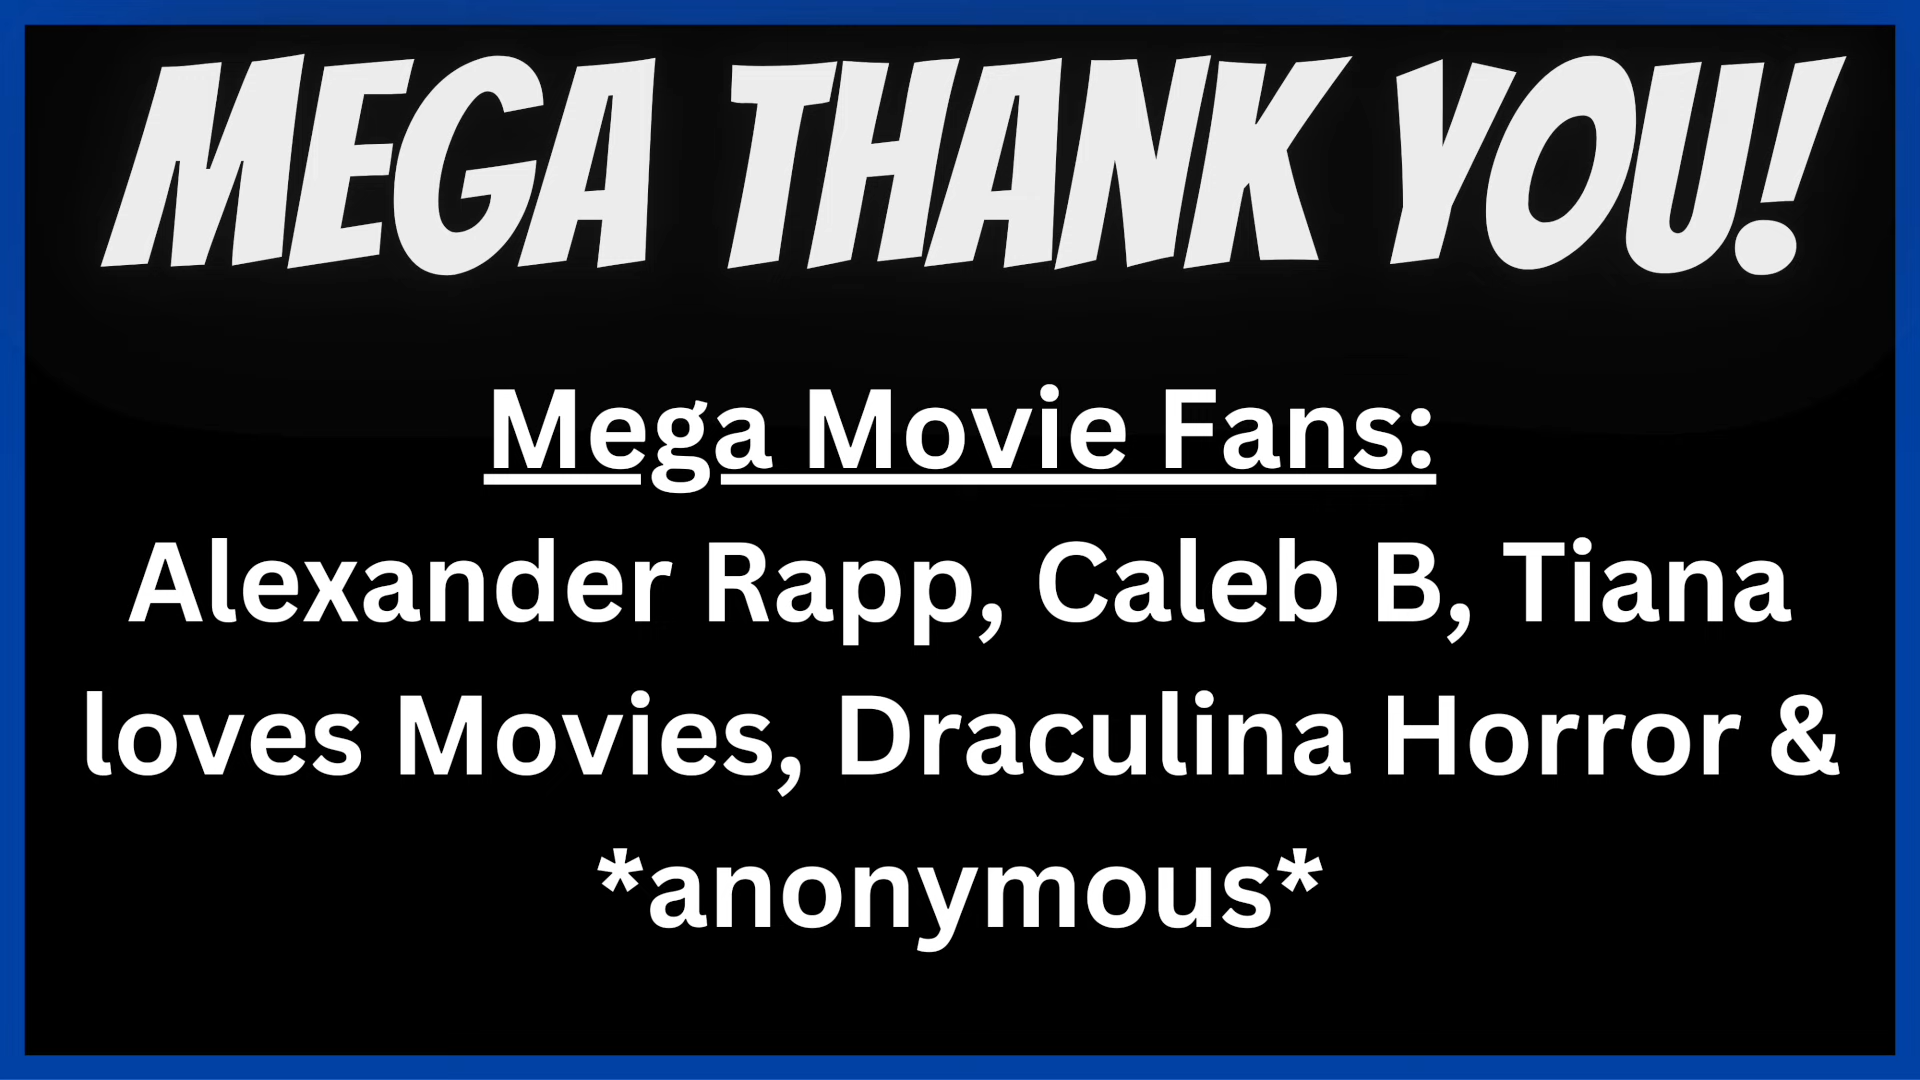 MEGA THANK YOU!
Mega Movie Fans:
Alexander Rapp, Caleb B, Tiana
loves Movies, Draculina Horror &
*anonymous*